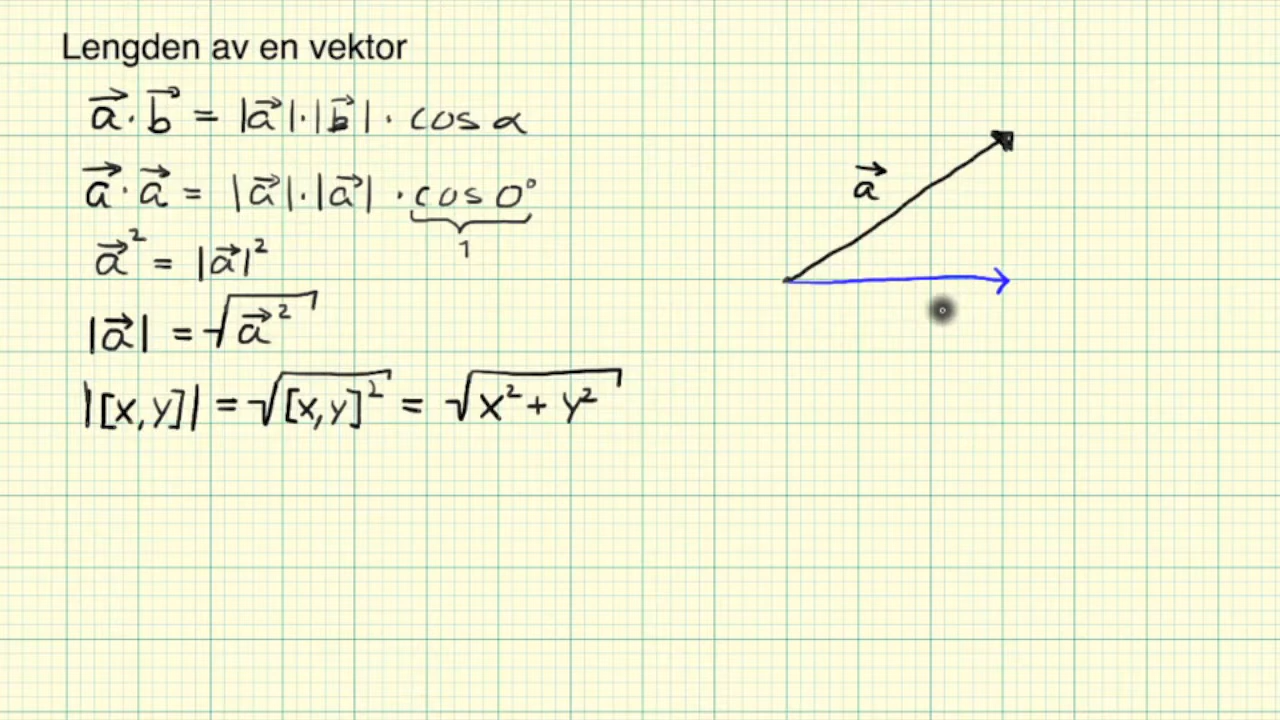 Lengden av en vektor
a⃗ · b⃗ = |a⃗| · |b⃗| · cos α
a⃗ · a⃗ = |a⃗| · |a⃗| · cos 0°
1
a⃗² = |a⃗|²
|a⃗| = √(a⃗²)
|[x,y]| = √([x,y]²) = √(x² + y²)
a⃗